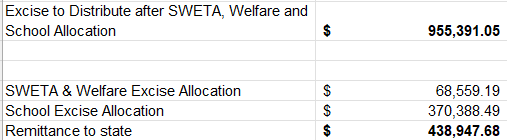 Excise to Distribute after SWETA, Welfare and
School Allocation $ 955,391.05
SWETA & Welfare Excise Allocation $ 68,559.19
School Excise Allocation $ 370,388.49
Remittance to state $ 438,947.68